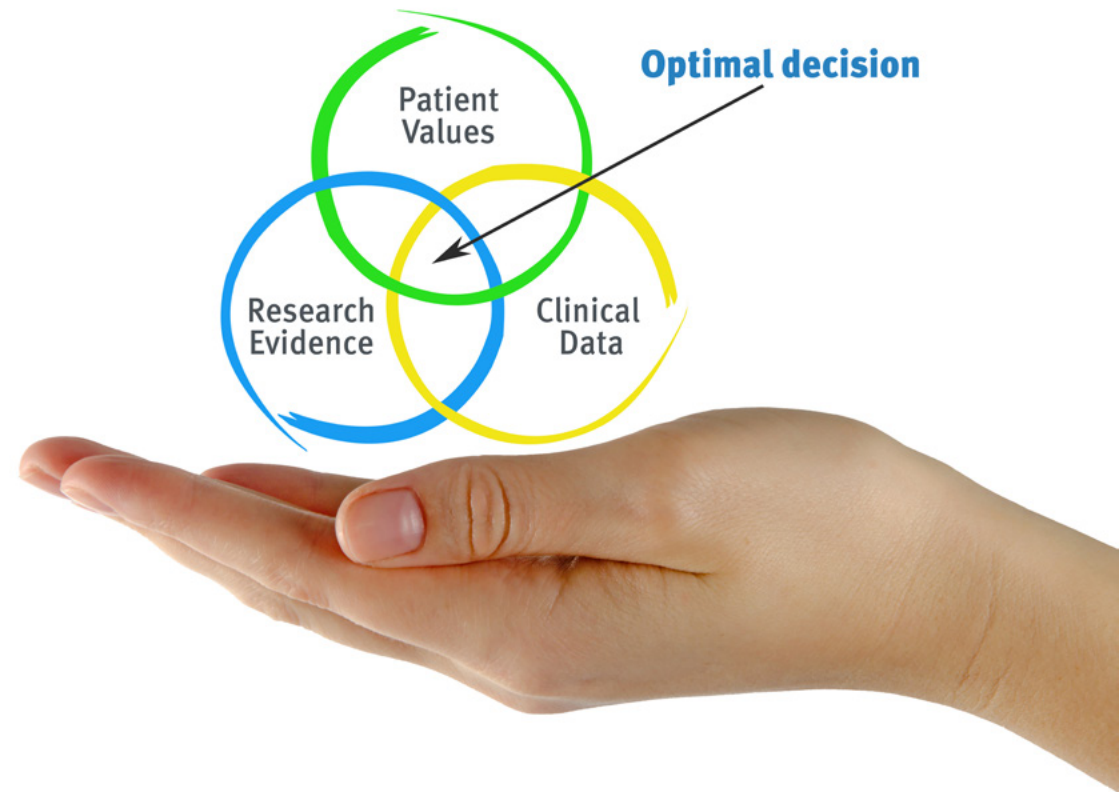 Optimal decision
Patient
Values
Research
Evidence
Clinical
Data